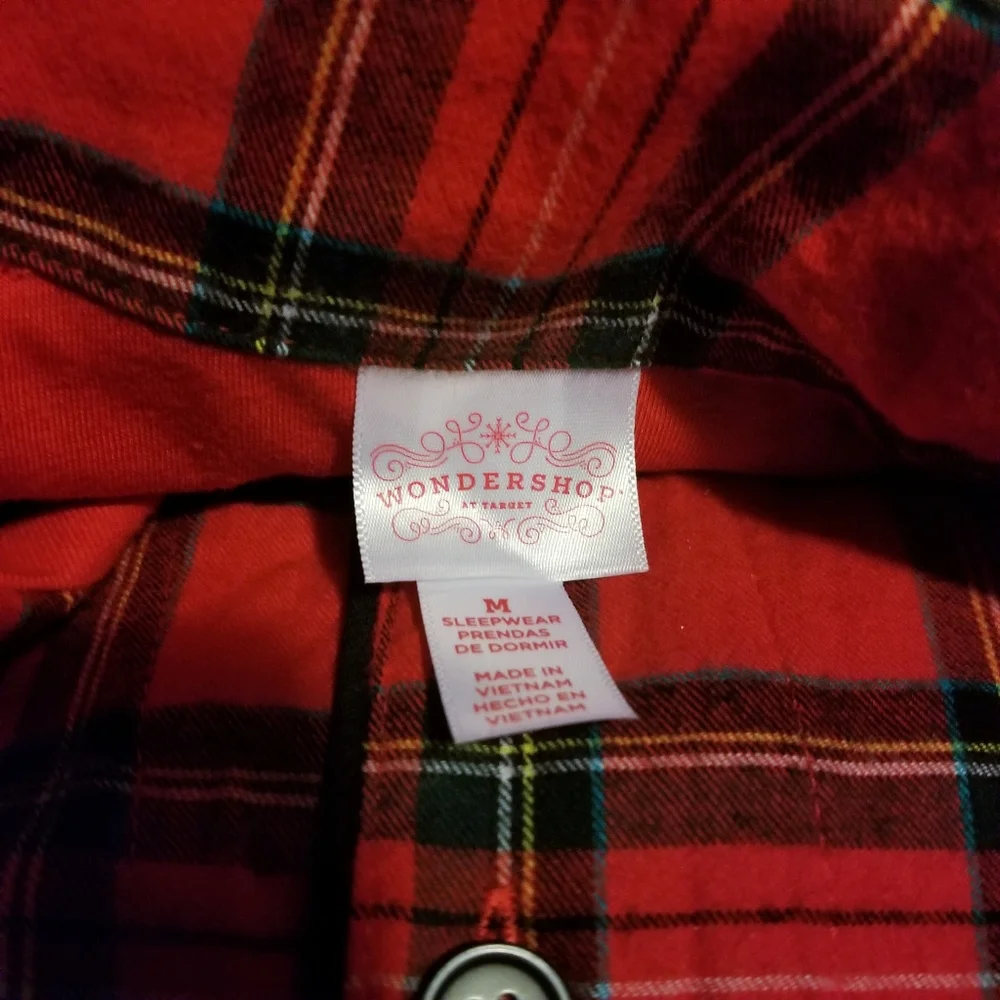 WONDERSHOP
AT TARGET
M
SLEEPWEAR
PRENDAS
DE DORMIR
MADE IN
VIETNAM
HECHO EN
VIETNAM